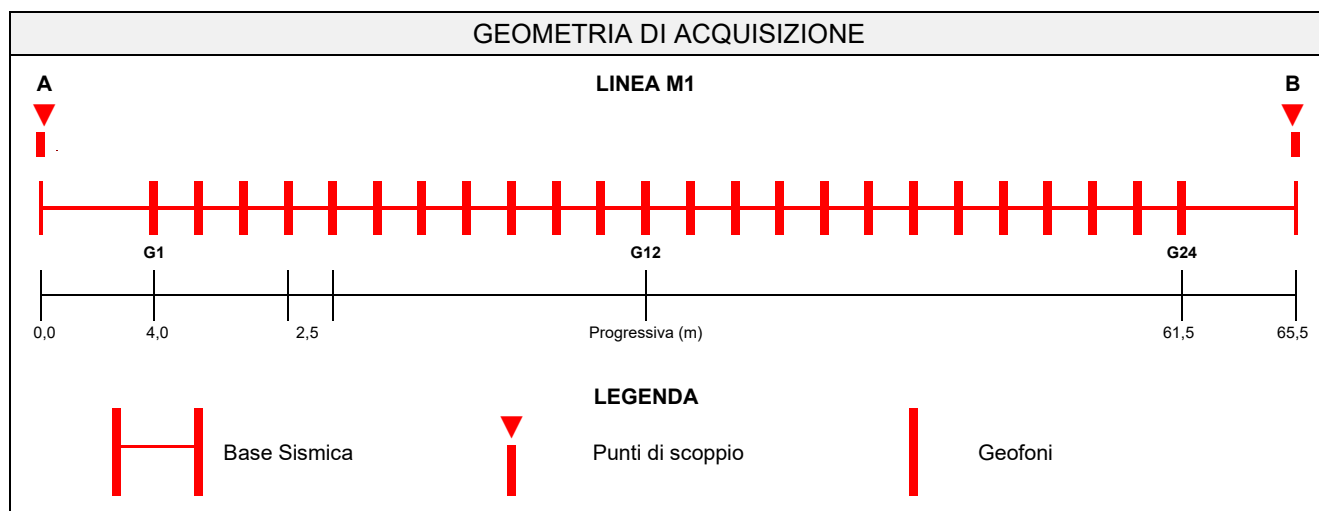 GEOMETRIA DI ACQUISIZIONE
A LINEA M1 B
G1 G12 G24
0,0 4,0 2,5 Progressiva (m) 61,5 65,5
LEGENDA
Base Sismica Punti di scoppio Geofoni